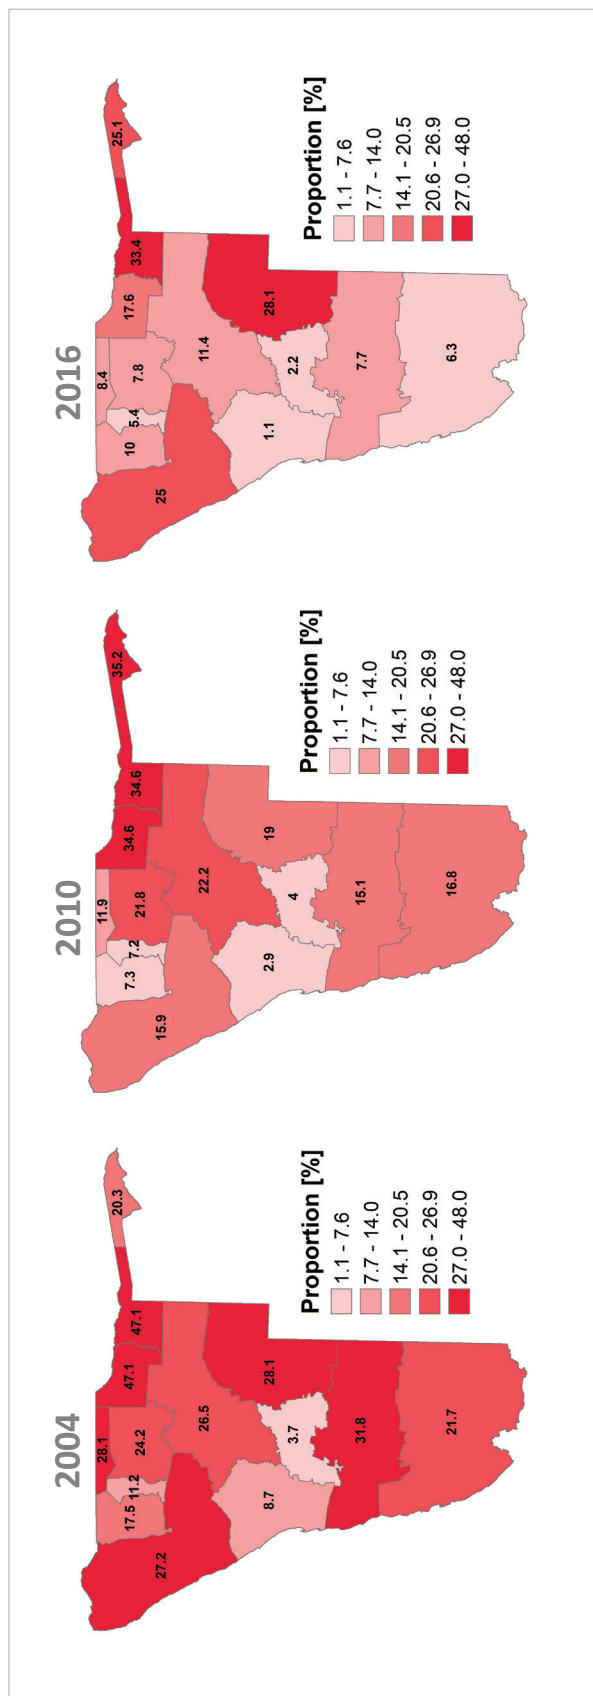 2004
28.1
47.1
47.1
20.3
17.5
11.2
24.2
27.2
26.5
8.7
3.7
28.1
31.8
21.7
Proportion [%]
1.1 - 7.6
7.7 - 14.0
14.1 - 20.5
20.6 - 26.9
27.0 - 48.0
2010
11.9
34.6
34.6
35.2
7.3
7.2
21.8
15.9
22.2
2.9
4
19
15.1
16.8
Proportion [%]
1.1 - 7.6
7.7 - 14.0
14.1 - 20.5
20.6 - 26.9
27.0 - 48.0
2016
8.4
17.6
33.4
25.1
10
5.4
7.8
25
11.4
1.1
2.2
28.1
7.7
6.3
Proportion [%]
1.1 - 7.6
7.7 - 14.0
14.1 - 20.5
20.6 - 26.9
27.0 - 48.0